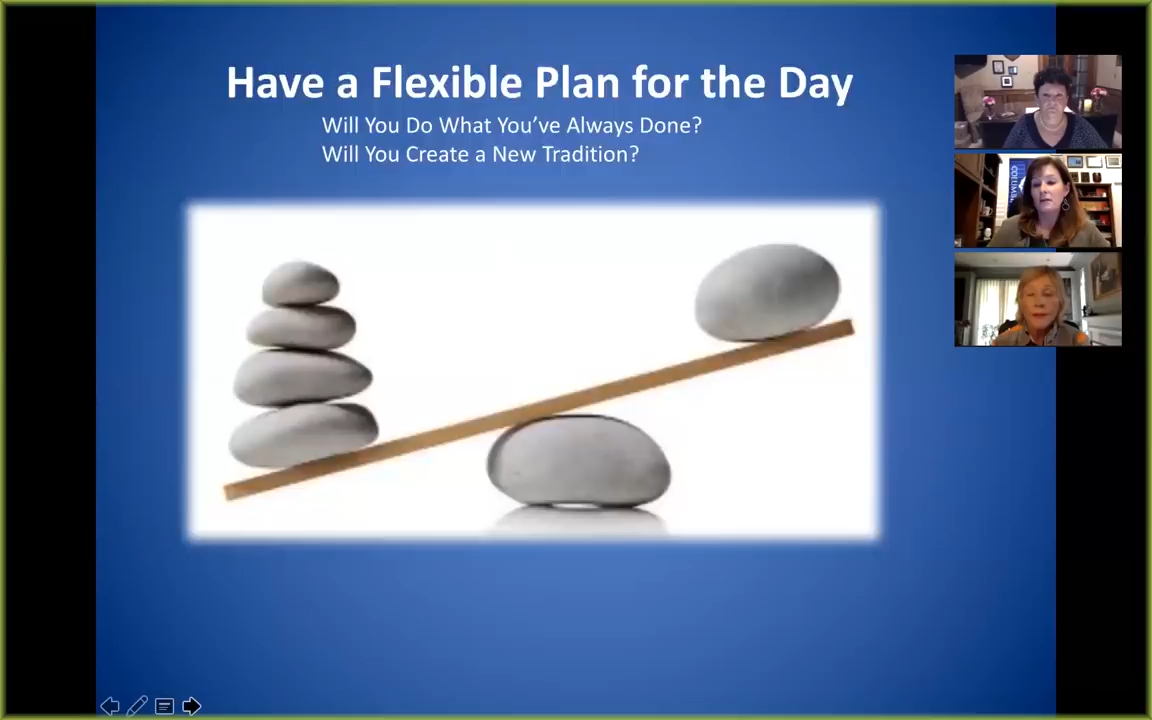 Have a Flexible Plan for the Day
Will You Do What You've Always Done?
Will You Create a New Tradition?